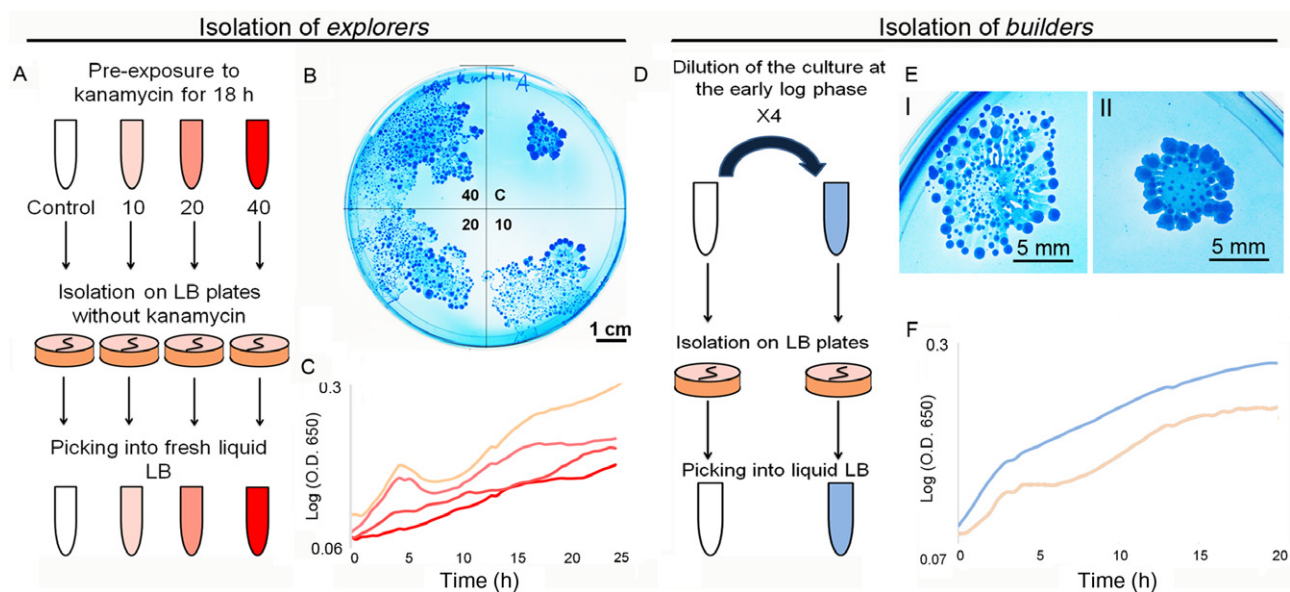 Isolation of explorers
A
Pre-exposure to
kanamycin for 18 h
Control 10 20 40
Isolation on LB plates
without kanamycin
Picking into fresh liquid
LB
B
A
40 C
20 10
1 cm
C
0.3
Log (O.D. 650)
0.06
0 5 10 15 20 25
Time (h)
Isolation of builders
D
Dilution of the culture at
the early log phase
X4
Isolation on LB plates
Picking into liquid LB
E
I
5 mm
II
5 mm
F
0.3
Log (O.D. 650)
0.07
0 5 10 15 20
Time (h)